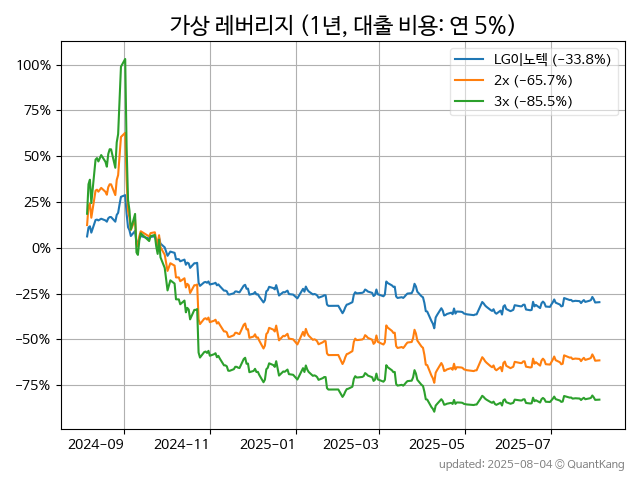 가상 레버리지 (1년, 대출 비용: 연 5%)
LG이노텍 (-33.8%)
2x (-65.7%)
3x (-85.5%)
100%
75%
50%
25%
0%
−25%
−50%
−75%
2024-09
2024-11
2025-01
2025-03
2025-05
2025-07
updated: 2025-08-04 © QuantKang